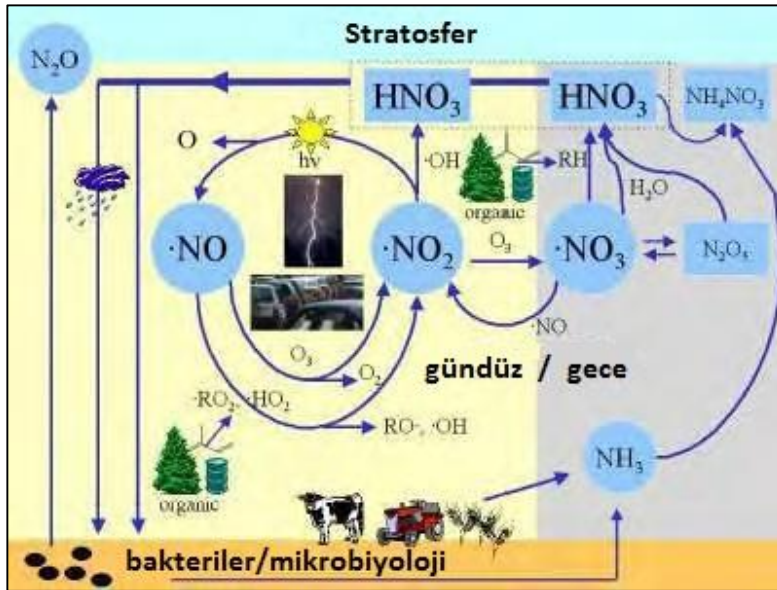 Stratosfer
N₂O
HNO₃
HNO₃
NH₄NO₃
O
hν
·OH
RH
H₂O
organic
·NO
·NO₂
O₃
·NO₃
N₂O₅
·NO
O₃
O₂
gündüz / gece
·RO₂, ·HO₂
RO·, ·OH
NH₃
organic
bakteriler/mikrobiyoloji